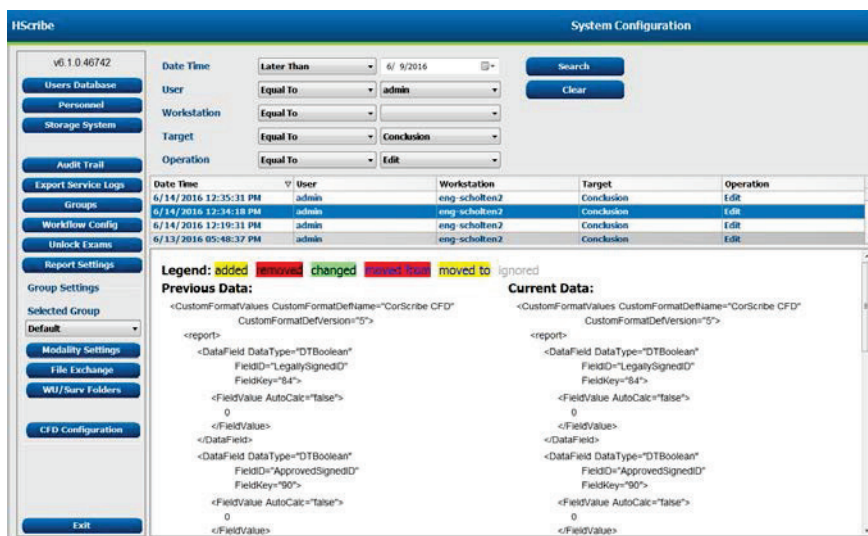 HScribe
System Configuration
v6.1.0.46742
Users Database
Personnel
Storage System
Audit Trail
Export Service Logs
Groups
Workflow Config
Unlock Exams
Report Settings
Group Settings
Selected Group
Default
Modality Settings
File Exchange
WU/Surv Folders
CFD Configuration
Exit
Date Time Later Than 6/ 9/2016 Search
User Equal To admin Clear
Workstation Equal To
Target Equal To Conclusion
Operation Equal To Edit
Date Time User Workstation Target Operation
6/14/2016 12:35:31 PM admin eng-scholten2 Conclusion Edit
6/14/2016 12:34:18 PM admin eng-scholten2 Conclusion Edit
6/14/2016 12:19:31 PM admin eng-scholten2 Conclusion Edit
6/13/2016 05:48:37 PM admin eng-scholten2 Conclusion Edit
Legend: added removed changed moved from moved to ignored
Previous Data:
<CustomFormatValues CustomFormatDefName="CorScribe CFD"
CustomFormatDefVersion="5">
<report>
<DataField DataType="DTBoolean"
FieldID="LegallySignedID"
FieldKey="84">
<FieldValue AutoCalc="false">
0
</FieldValue>
</DataField>
<DataField DataType="DTBoolean"
FieldID="ApprovedSignedID"
FieldKey="90">
<FieldValue AutoCalc="false">
0
</FieldValue>
Current Data:
<CustomFormatValues CustomFormatDefName="CorScribe CFD"
CustomFormatDefVersion="5">
<report>
<DataField DataType="DTBoolean"
FieldID="LegallySignedID"
FieldKey="84">
<FieldValue AutoCalc="false">
0
</FieldValue>
</DataField>
<DataField DataType="DTBoolean"
FieldID="ApprovedSignedID"
FieldKey="90">
<FieldValue AutoCalc="false">
0
</FieldValue>